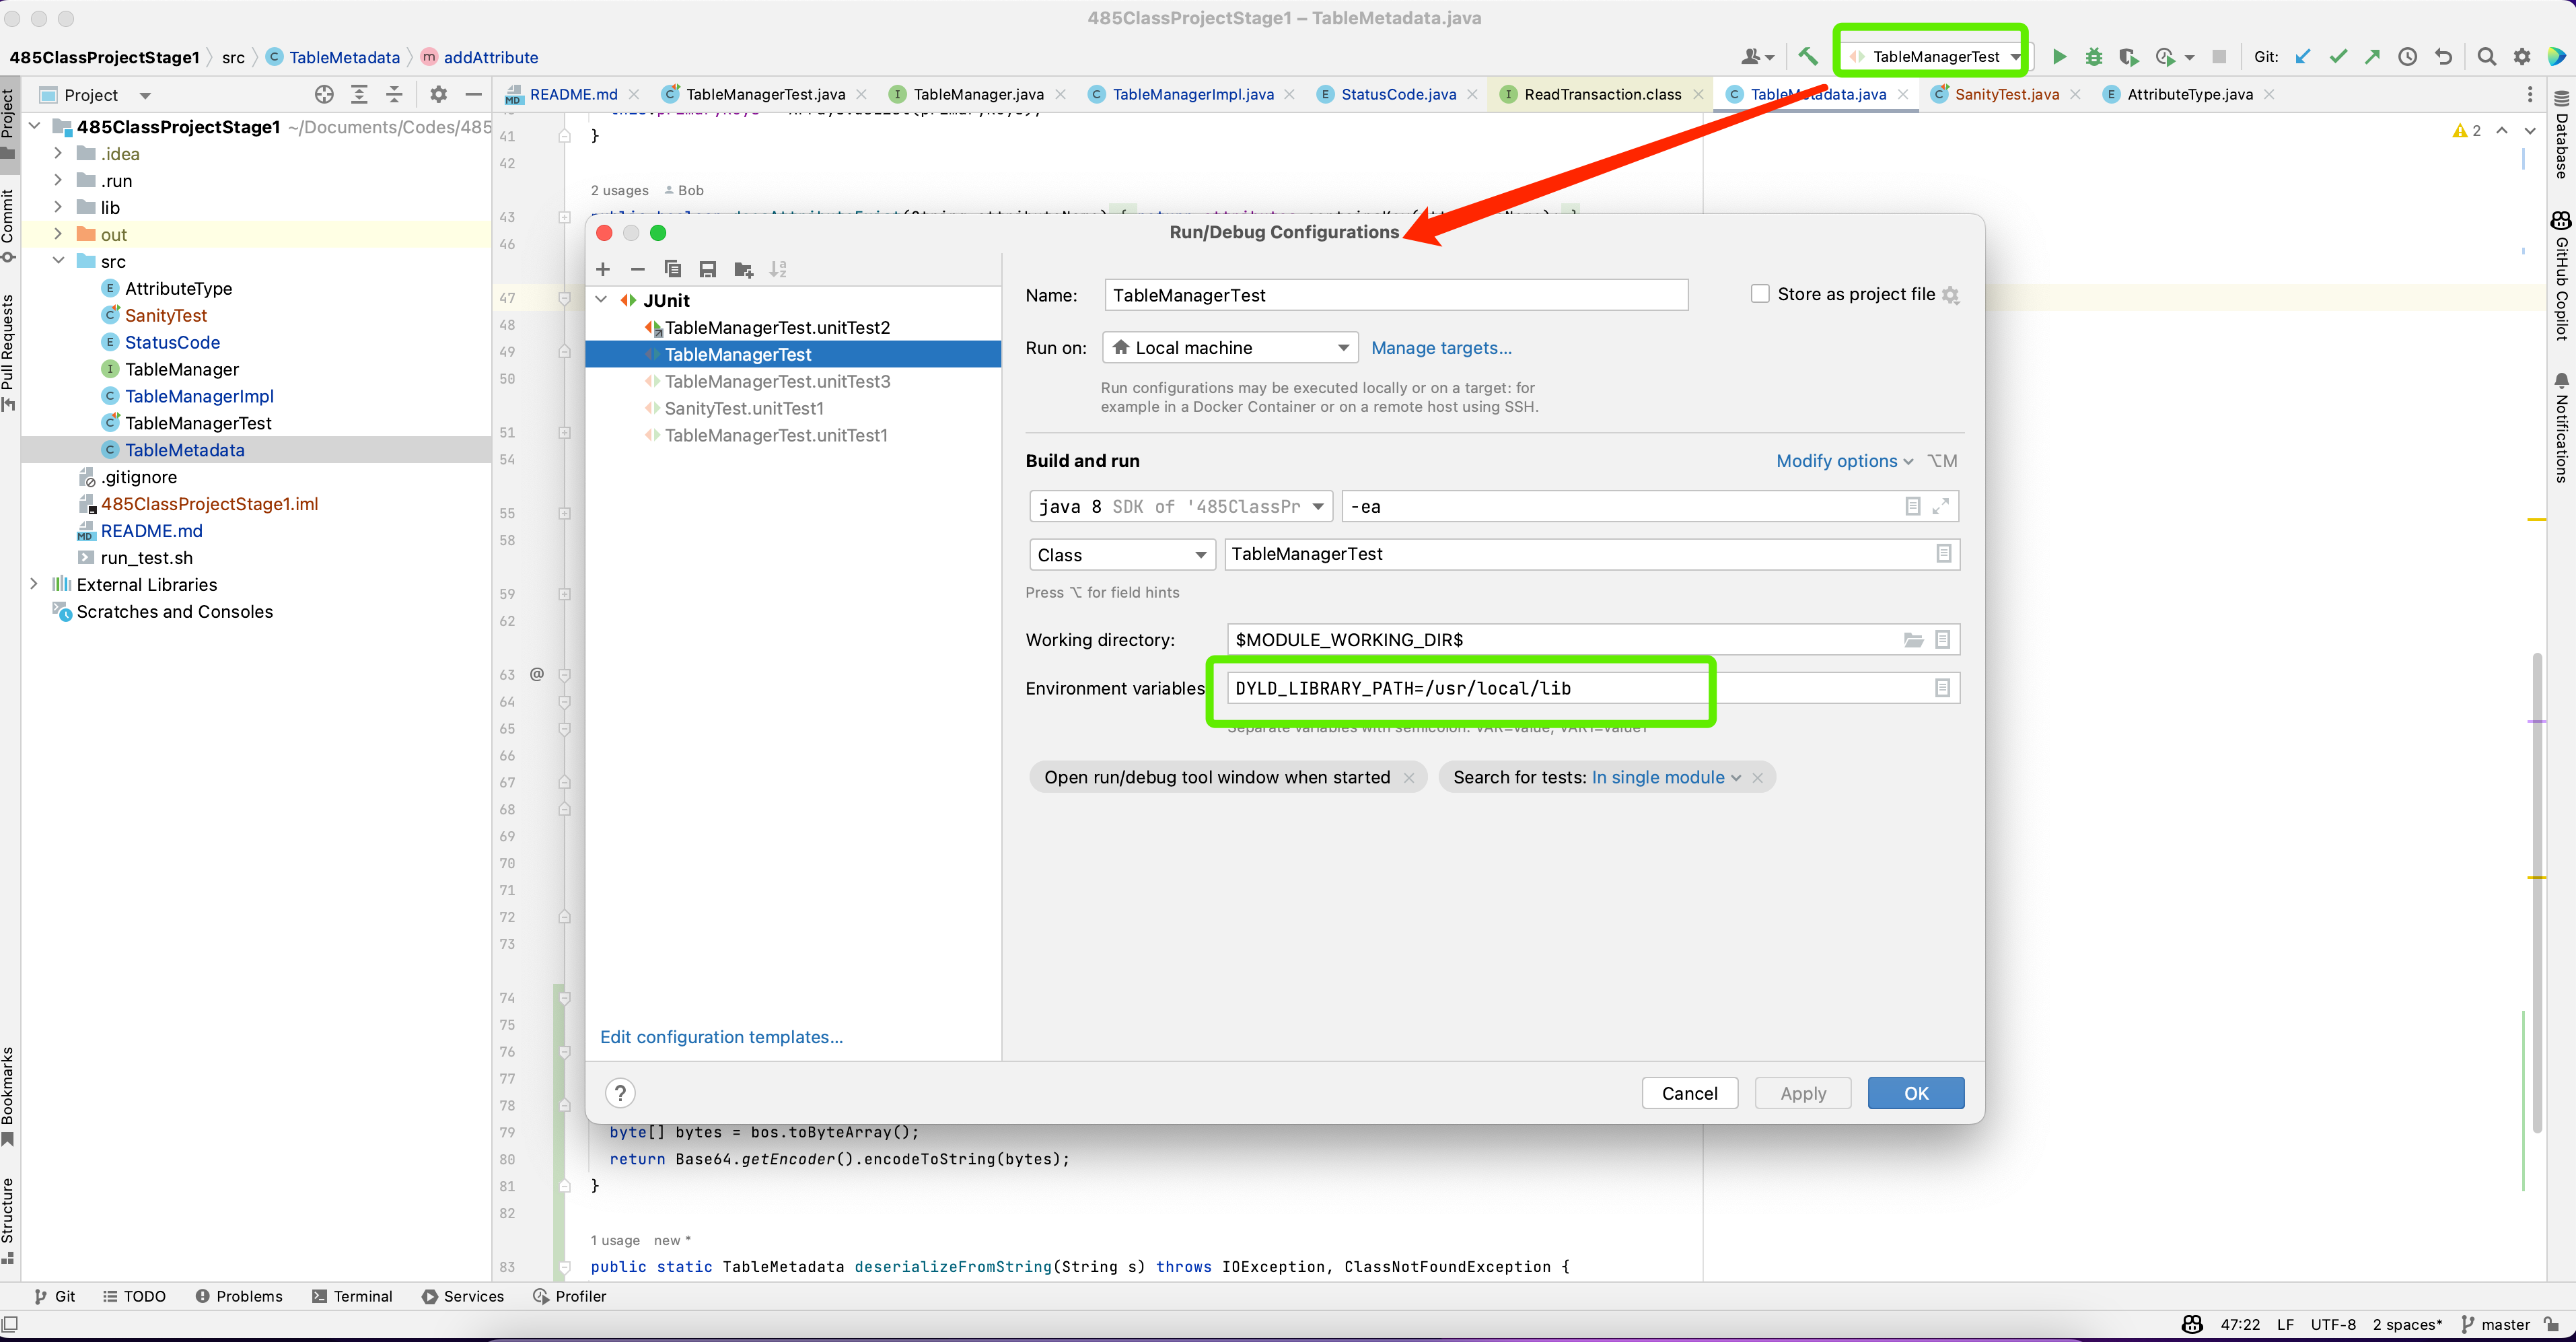 485ClassProjectStage1 – TableMetadata.java
485ClassProjectStage1 src TableMetadata addAttribute
TableManagerTest
Git:
Project
README.md TableManagerTest.java TableManager.java TableManagerImpl.java StatusCode.java ReadTransaction.class TableMetadata.java SanityTest.java AttributeType.java
Project
Commit
Pull Requests
Bookmarks
Structure
485ClassProjectStage1 ~/Documents/Codes/485
.idea
.run
lib
out
src
AttributeType
SanityTest
StatusCode
TableManager
TableManagerImpl
TableManagerTest
TableMetadata
.gitignore
485ClassProjectStage1.iml
README.md
run_test.sh
External Libraries
Scratches and Consoles
41 }
42
2 usages Bob
43
46
47
48
49
50
51
54
55
58
59
62
63 @
64
65
66
67
68
69
70
71
72
73
74
75
76
77
78
79 byte[] bytes = bos.toByteArray();
80 return Base64.getEncoder().encodeToString(bytes);
81 }
82
1 usage new *
83 public static TableMetadata deserializeFromString(String s) throws IOException, ClassNotFoundException {
2
Database
GitHub Copilot
Notifications
Run/Debug Configurations
JUnit
TableManagerTest.unitTest2
TableManagerTest
TableManagerTest.unitTest3
SanityTest.unitTest1
TableManagerTest.unitTest1
Edit configuration templates...
Name: TableManagerTest Store as project file
Run on: Local machine Manage targets...
Run configurations may be executed locally or on a target: for
example in a Docker Container or on a remote host using SSH.
Build and run Modify options ⌥M
java 8 SDK of '485ClassPr -ea
Class TableManagerTest
Press ⌥ for field hints
Working directory: $MODULE_WORKING_DIR$
Environment variables DYLD_LIBRARY_PATH=/usr/local/lib
Separate variables with semicolon: VAR=value; VAR1=value1
Open run/debug tool window when started Search for tests: In single module
? Cancel Apply OK
Git TODO Problems Terminal Services Profiler
47:22 LF UTF-8 2 spaces* master